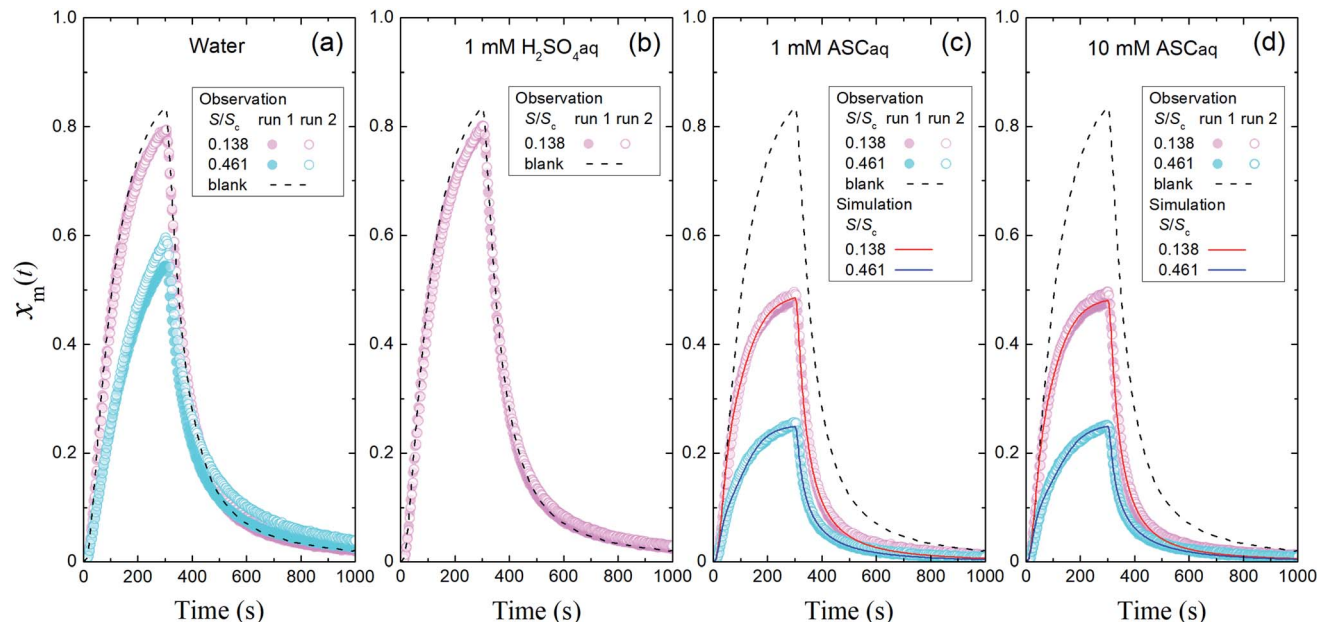 x_m(t)
1.0
0.8
0.6
0.4
0.2
0
0 200 400 600 800 1000
Time (s)
Water (a)
Observation
S/S_c run 1 run 2
0.138
0.461
blank
1.0
0.8
0.6
0.4
0.2
0
0 200 400 600 800 1000
Time (s)
1 mM H₂SO₄aq (b)
Observation
S/S_c run 1 run 2
0.138
blank
1.0
0.8
0.6
0.4
0.2
0
0 200 400 600 800 1000
Time (s)
1 mM ASCaq (c)
Observation
S/S_c run 1 run 2
0.138
0.461
blank
Simulation
S/S_c
0.138
0.461
1.0
0.8
0.6
0.4
0.2
0
0 200 400 600 800 1000
Time (s)
10 mM ASCaq (d)
Observation
S/S_c run 1 run 2
0.138
0.461
blank
Simulation
S/S_c
0.138
0.461